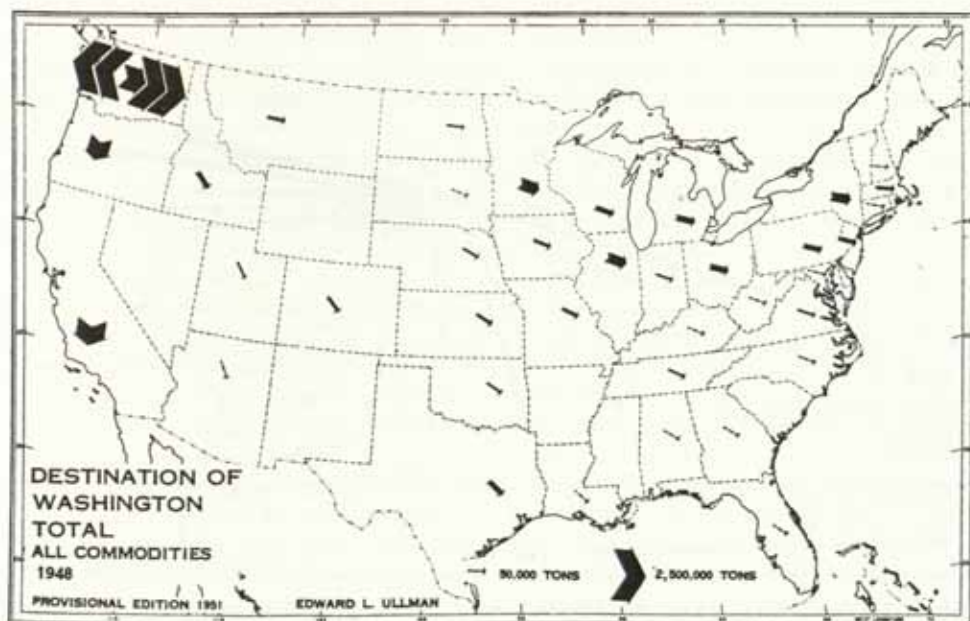 DESTINATION OF
WASHINGTON
TOTAL
ALL COMMODITIES
1948
50,000 TONS
2,500,000 TONS
PROVISIONAL EDITION 1951
EDWARD L. ULLMAN